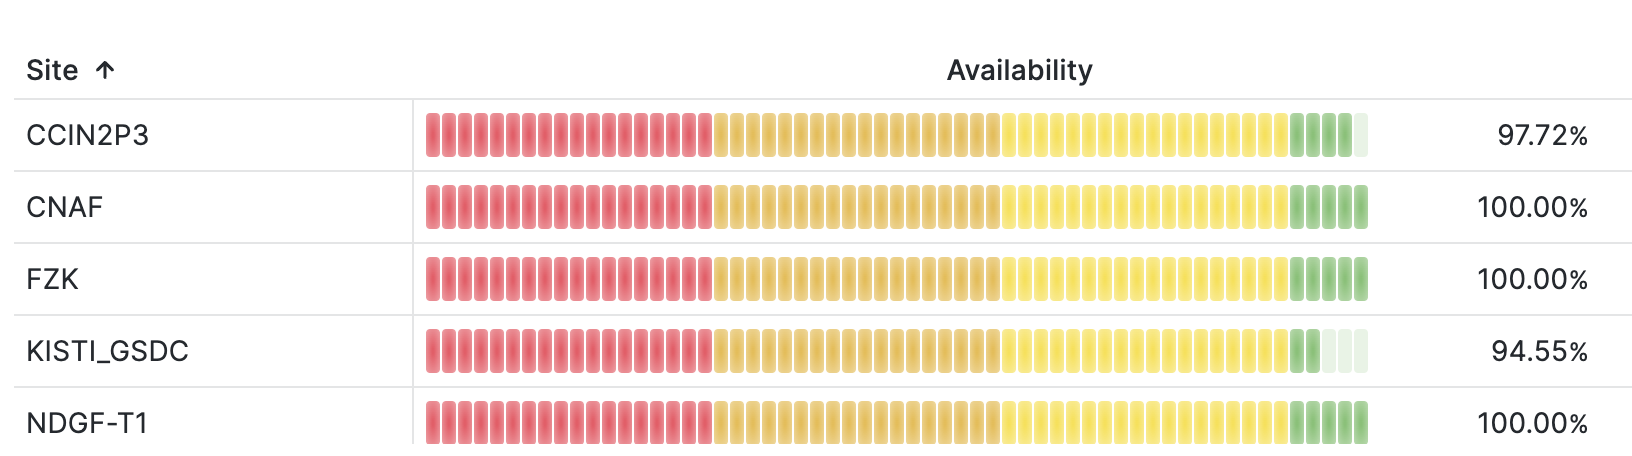 Site ↑ Availability
CCIN2P3 97.72%
CNAF 100.00%
FZK 100.00%
KISTI_GSDC 94.55%
NDGF-T1 100.00%